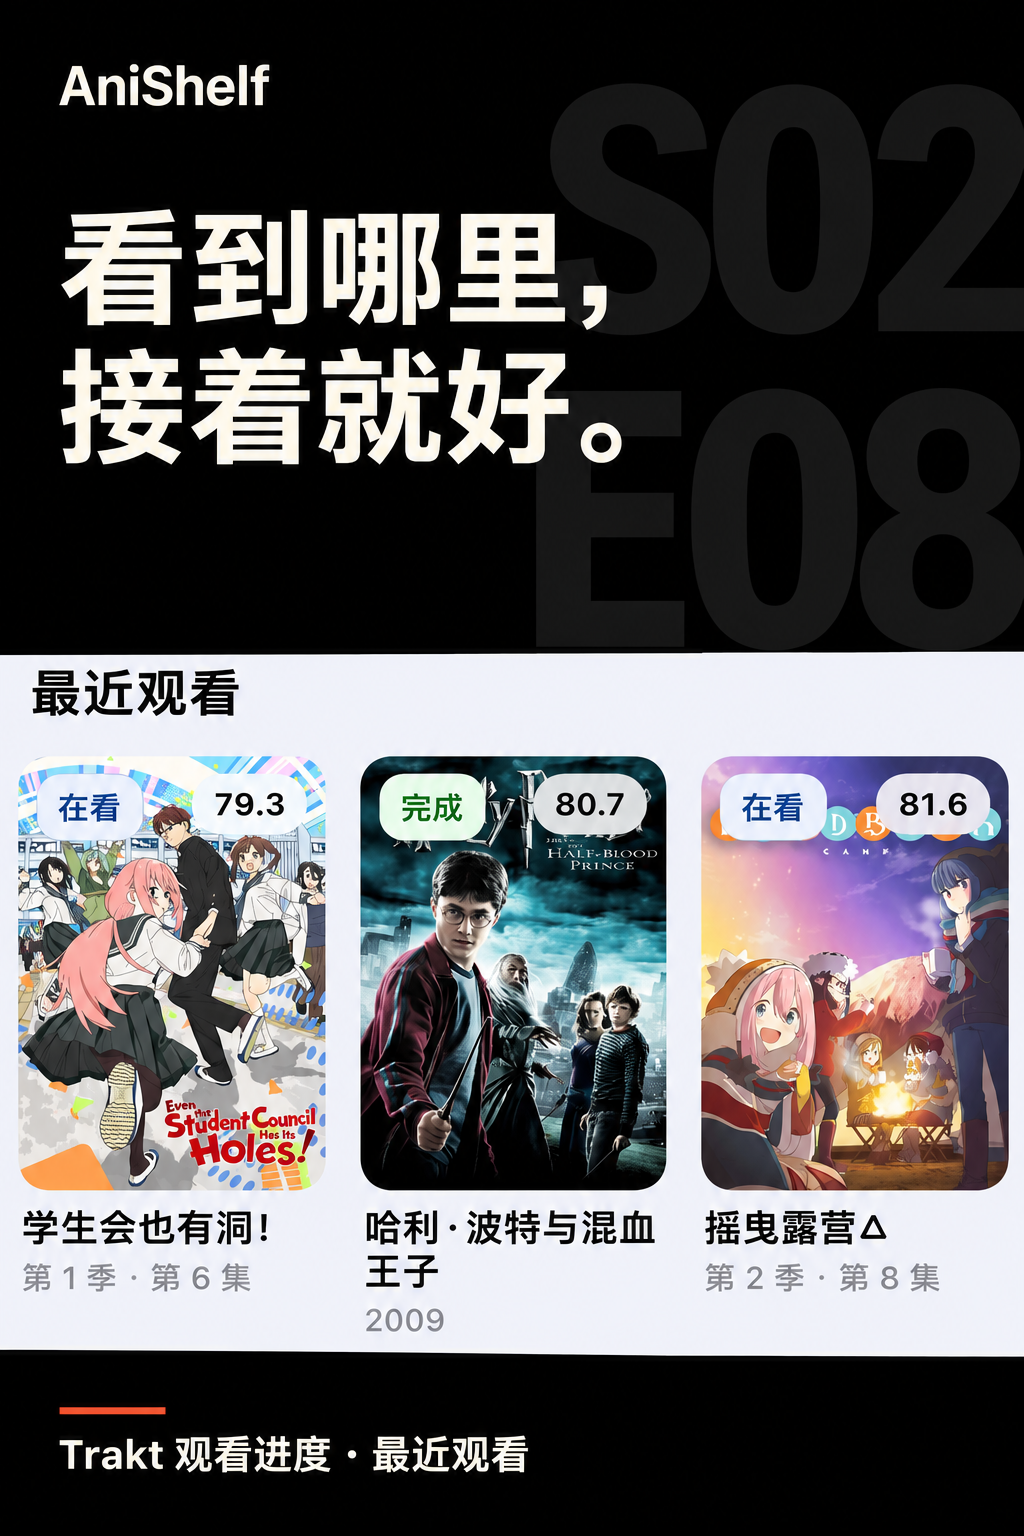 AniShelf
S02
E08
看到哪里，
接着就好。
最近观看
在看
79.3
Even the
Student Council
Has Its
Holes!
学生会也有洞！
第 1 季 · 第 6 集
完成
80.7
HALF-BLOOD
PRINCE
哈利·波特与混血
王子
2009
在看
81.6
CAMP
摇曳露营△
第 2 季 · 第 8 集
Trakt 观看进度 · 最近观看